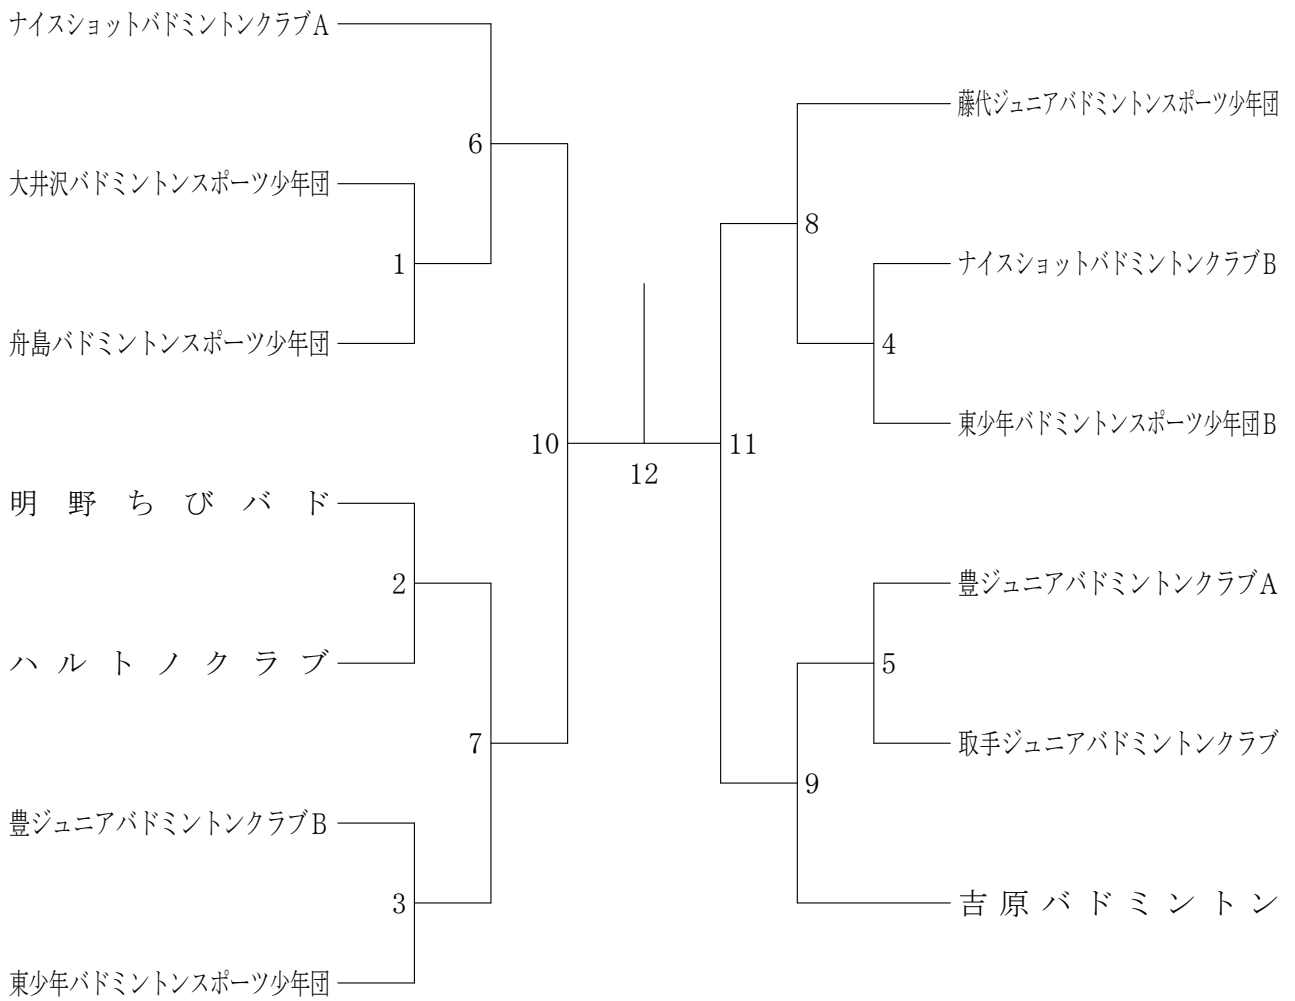 ナイスショットバドミントンクラブA
6
大井沢バドミントンスポーツ少年団
1
舟島バドミントンスポーツ少年団
10
明野ちびバド
2
ハルトノクラブ
7
豊ジュニアバドミントンクラブB
3
東少年バドミントンスポーツ少年団
12
藤代ジュニアバドミントンスポーツ少年団
8
ナイスショットバドミントンクラブB
4
東少年バドミントンスポーツ少年団B
11
豊ジュニアバドミントンクラブA
5
取手ジュニアバドミントンクラブ
9
吉原バドミントン